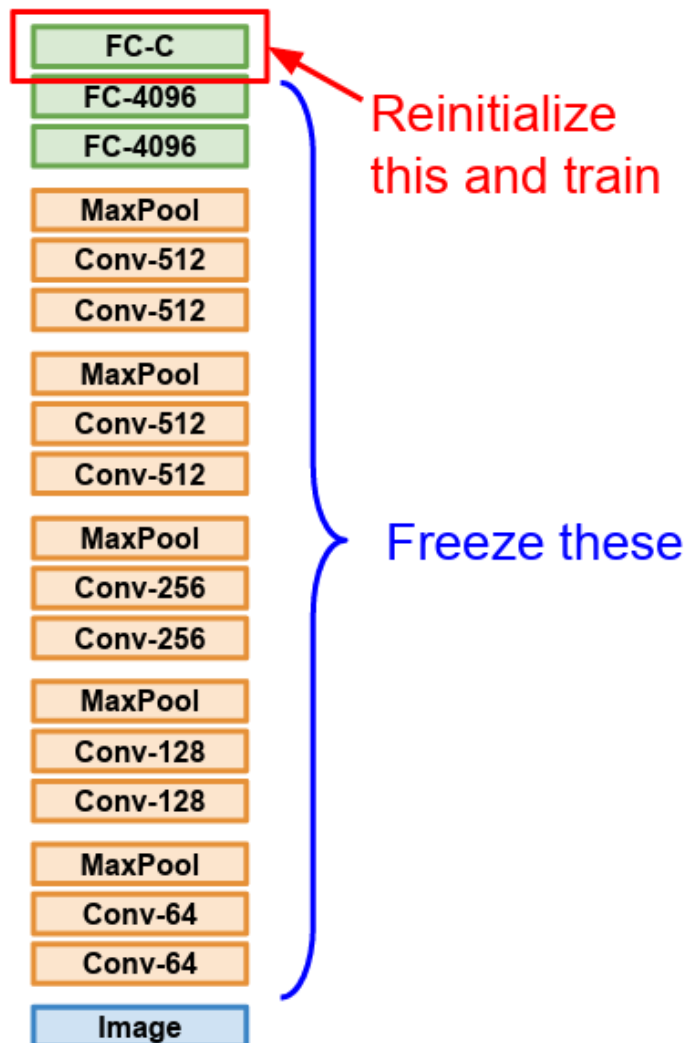 FC-C
FC-4096
FC-4096
MaxPool
Conv-512
Conv-512
MaxPool
Conv-512
Conv-512
MaxPool
Conv-256
Conv-256
MaxPool
Conv-128
Conv-128
MaxPool
Conv-64
Conv-64
Image
Reinitialize
this and train
Freeze these